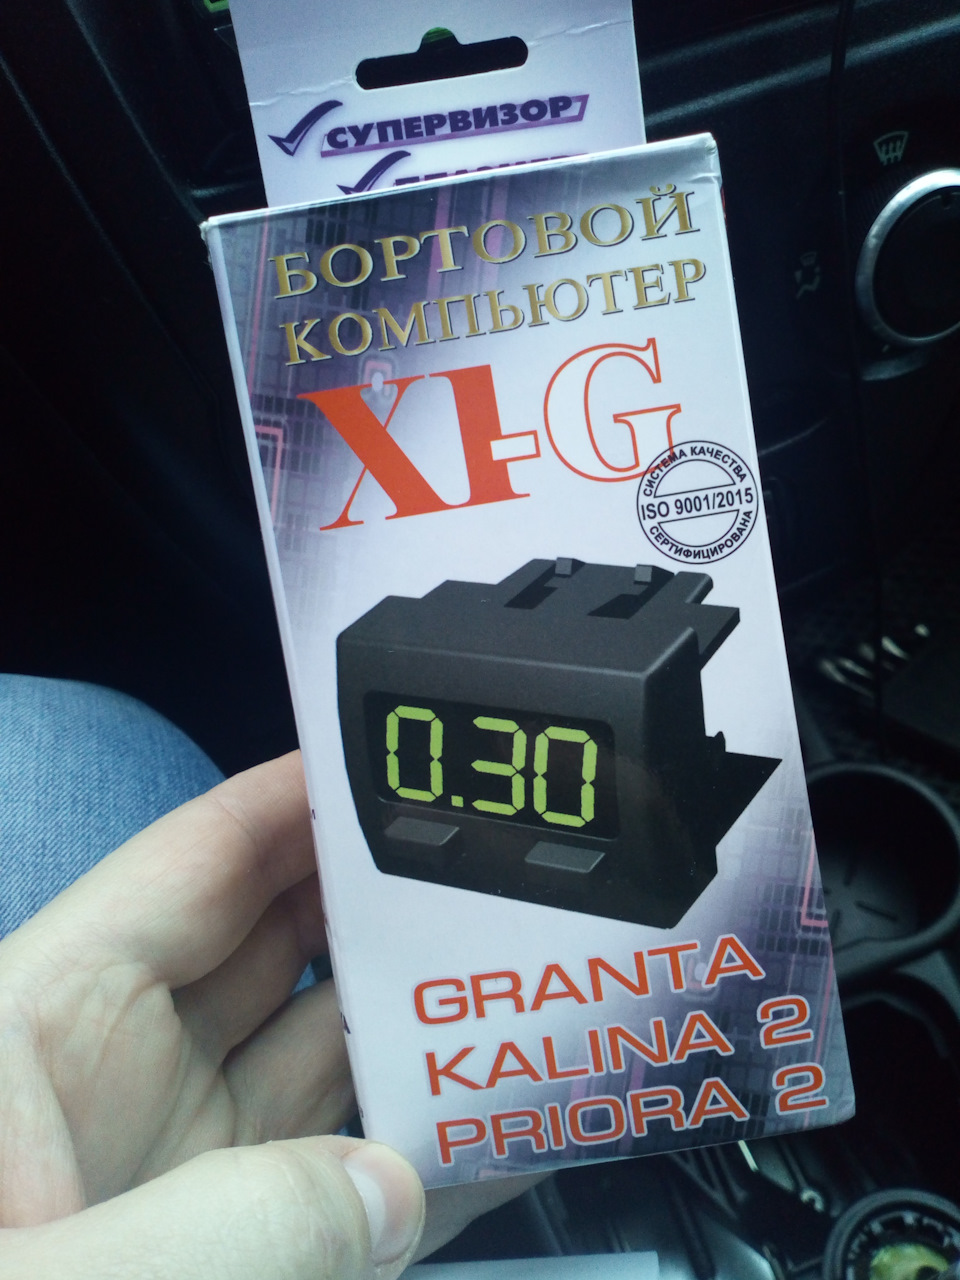 СУПЕРВИЗОР
БОРТОВОЙ
КОМПЬЮТЕР
X1-G
СИСТЕМА КАЧЕСТВА
ISO 9001/2015
СЕРТИФИЦИРОВАНА
0.30
GRANTA
KALINA 2
PRIORA 2